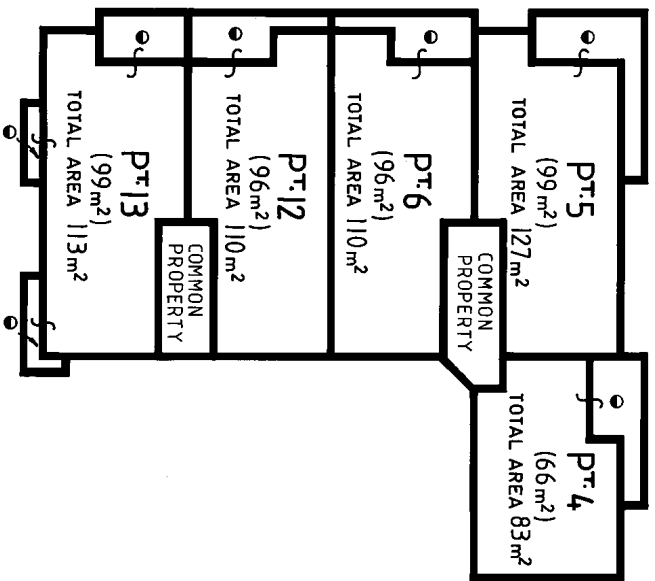 PT.5
(99m²)
TOTAL AREA 127m²
PT.6
(96m²)
TOTAL AREA 110m²
PT.12
(96m²)
TOTAL AREA 110m²
PT.13
(99m²)
TOTAL AREA 113m²
COMMON
PROPERTY
COMMON
PROPERTY
PT.4
(66m²)
TOTAL AREA 83m²